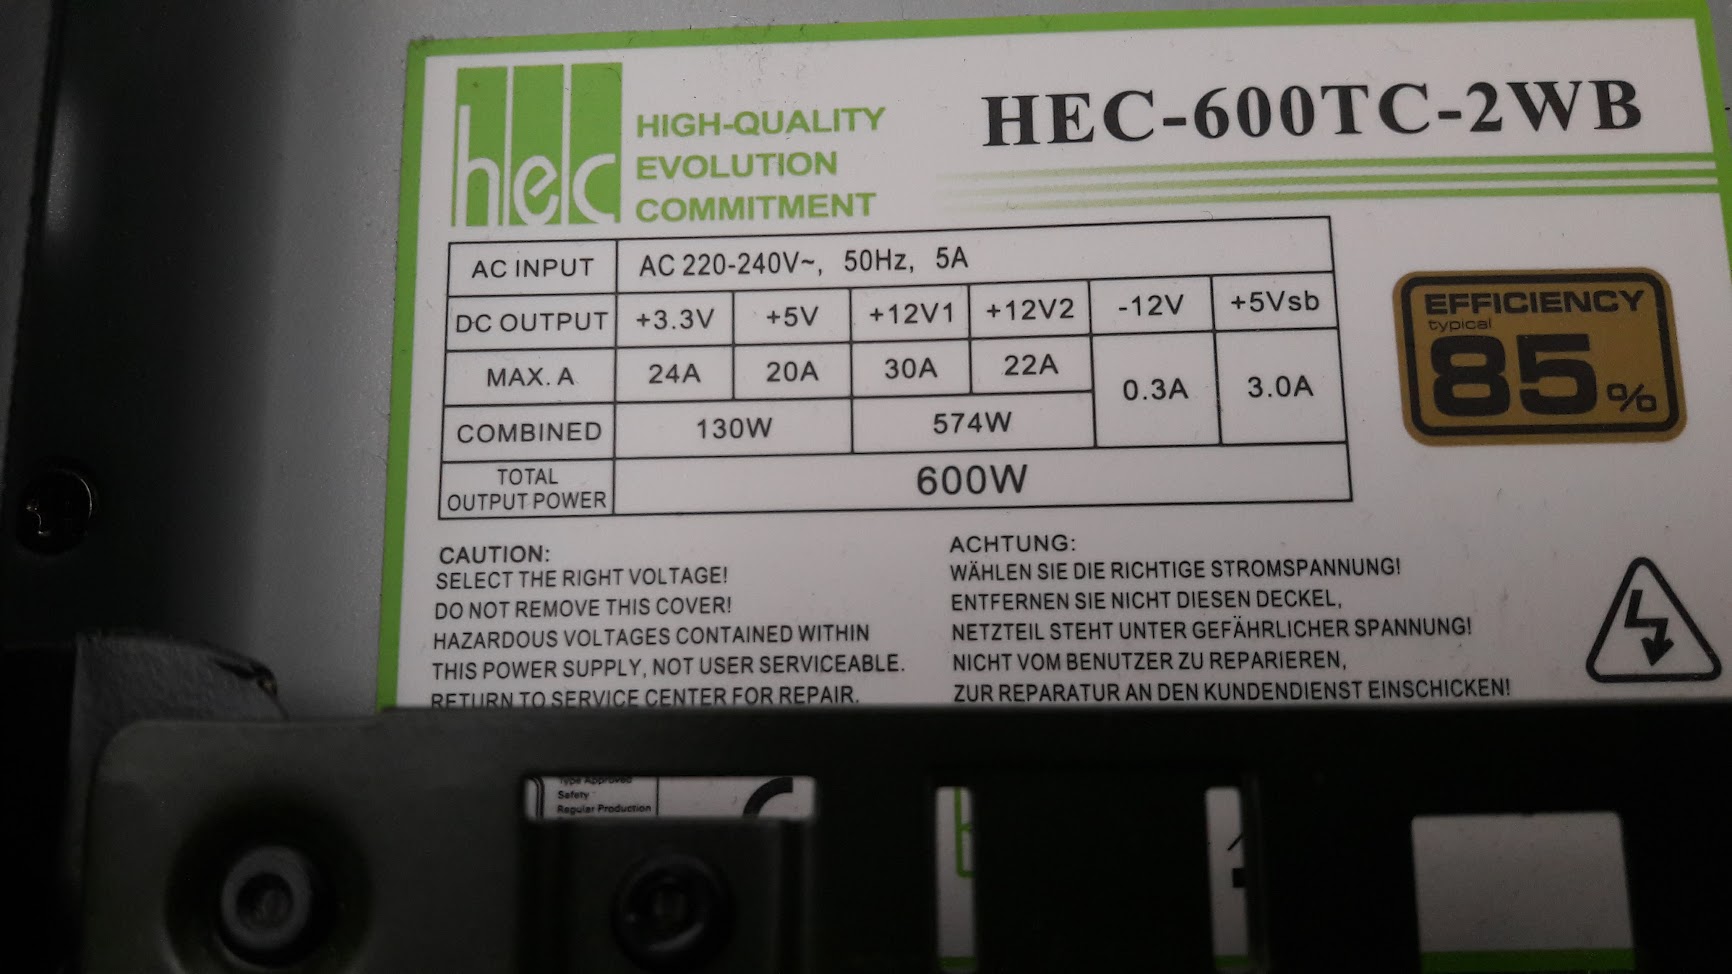 hec
HIGH-QUALITY
EVOLUTION
COMMITMENT
HEC-600TC-2WB
AC INPUT AC 220-240V~, 50Hz, 5A
DC OUTPUT +3.3V +5V +12V1 +12V2 -12V +5Vsb
MAX. A 24A 20A 30A 22A 0.3A 3.0A
COMBINED 130W 574W
TOTAL
OUTPUT POWER 600W
EFFICIENCY
typical
85%
CAUTION:
SELECT THE RIGHT VOLTAGE!
DO NOT REMOVE THIS COVER!
HAZARDOUS VOLTAGES CONTAINED WITHIN
THIS POWER SUPPLY, NOT USER SERVICEABLE.
RETURN TO SERVICE CENTER FOR REPAIR.
ACHTUNG:
WÄHLEN SIE DIE RICHTIGE STROMSPANNUNG!
ENTFERNEN SIE NICHT DIESEN DECKEL,
NETZTEIL STEHT UNTER GEFÄHRLICHER SPANNUNG!
NICHT VOM BENUTZER ZU REPARIEREN,
ZUR REPARATUR AN DEN KUNDENDIENST EINSCHICKEN!
Type Approved
Safety
Regular Production